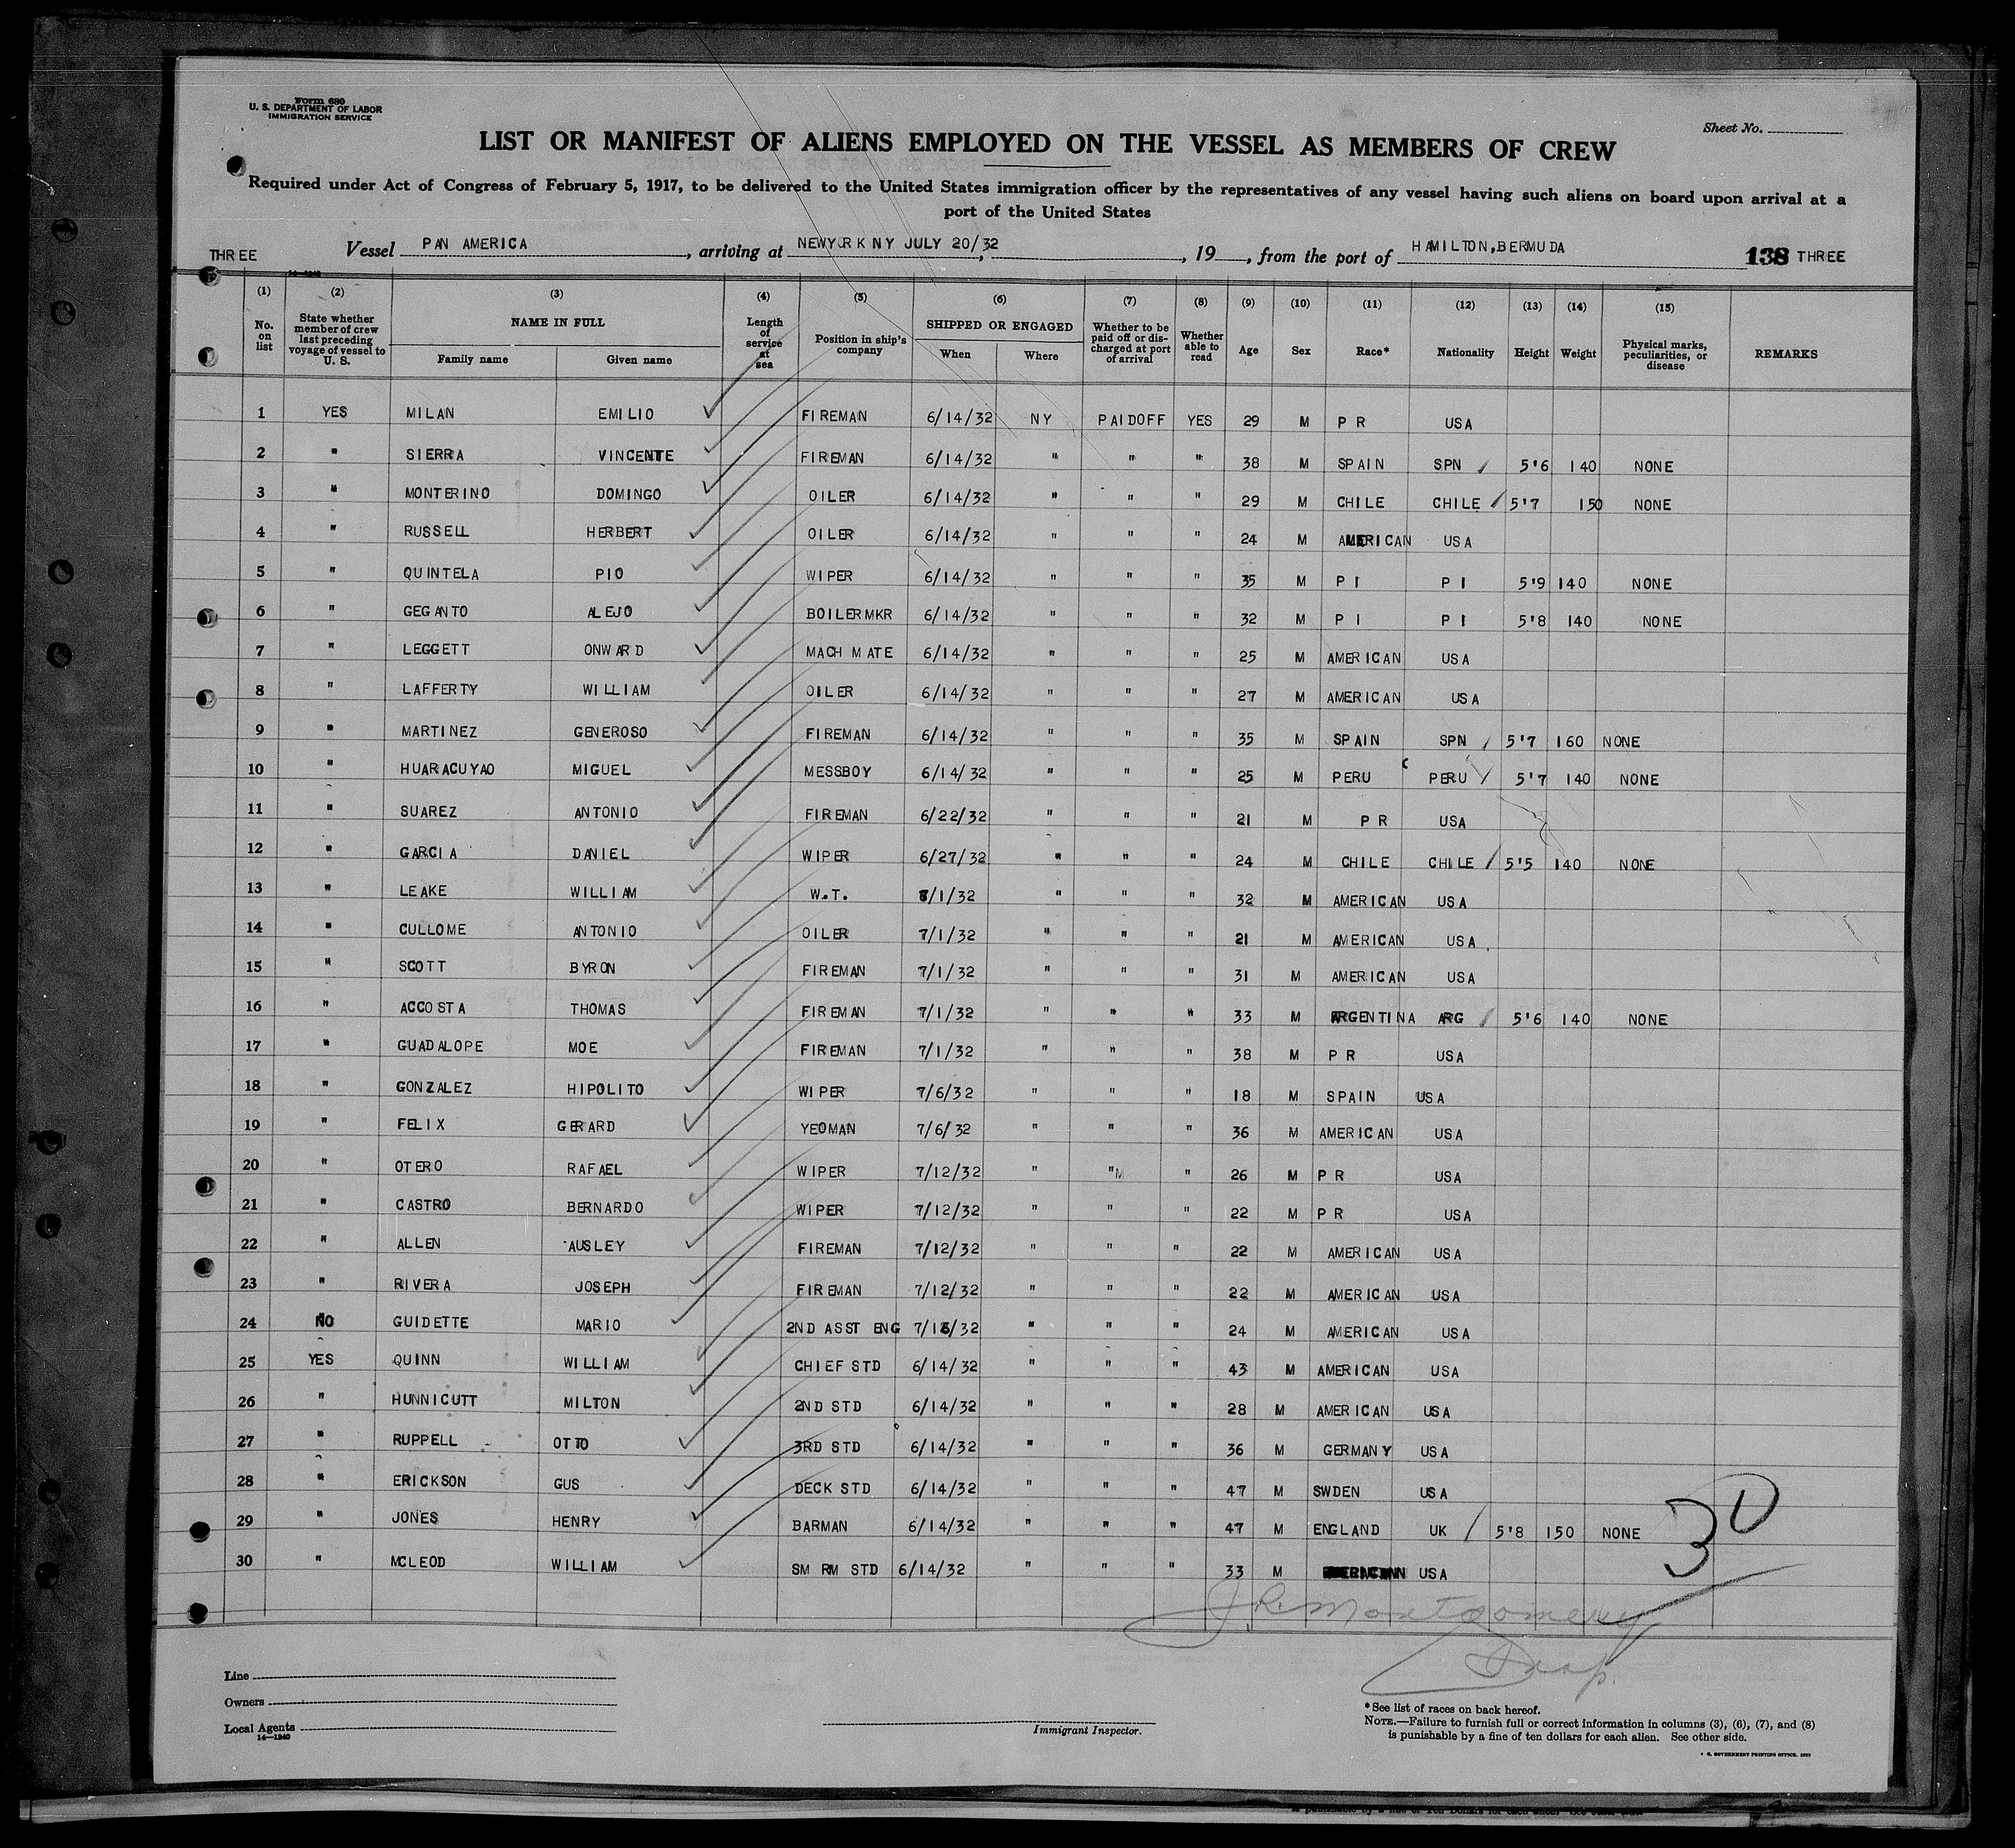 Form 680
U. S. DEPARTMENT OF LABOR
IMMIGRATION SERVICE
Sheet No.
LIST OR MANIFEST OF ALIENS EMPLOYED ON THE VESSEL AS MEMBERS OF CREW
Required under Act of Congress of February 5, 1917, to be delivered to the United States immigration officer by the representatives of any vessel having such aliens on board upon arrival at a
port of the United States
THREE Vessel PAN AMERICA, arriving at NEWYORK NY JULY 20/32, 19, from the port of HAMILTON,BERMUDA 138 THREE
14-1240
(1) (2) (3) (4) (5) (6) (7) (8) (9) (10) (11) (12) (13) (14) (15)
No. on list State whether member of crew last preceding voyage of vessel to U. S. NAME IN FULL Family name Given name Length of service at sea Position in ship's company SHIPPED OR ENGAGED When Where Whether to be paid off or discharged at port of arrival Whether able to read Age Sex Race* Nationality Height Weight Physical marks, peculiarities, or disease REMARKS
1 YES MILAN EMILIO FIREMAN 6/14/32 NY PAIDOFF YES 29 M P R USA
2 " SIERRA VINCENTE FIREMAN 6/14/32 " " " 38 M SPAIN SPN 5'6 140 NONE
3 " MONTERINO DOMINGO OILER 6/14/32 " " " 29 M CHILE CHILE 5'7 150 NONE
4 " RUSSELL HERBERT OILER 6/14/32 " " " 24 M AMERICAN USA
5 " QUINTELA PIO WIPER 6/14/32 " " " 35 M P I P I 5'9 140 NONE
6 " GEGANTO ALEJO BOILERMKR 6/14/32 " " " 32 M P I P I 5'8 140 NONE
7 " LEGGETT ONWARD MACH MATE 6/14/32 " " " 25 M AMERICAN USA
8 " LAFFERTY WILLIAM OILER 6/14/32 " " " 27 M AMERICAN USA
9 " MARTINEZ GENEROSO FIREMAN 6/14/32 " " " 35 M SPAIN SPN 5'7 160 NONE
10 " HUARACUYAO MIGUEL MESSBOY 6/14/32 " " " 25 M PERU PERU 5'7 140 NONE
11 " SUAREZ ANTONIO FIREMAN 6/22/32 " " " 21 M P R USA
12 " GARCIA DANIEL WIPER 6/27/32 " " " 24 M CHILE CHILE 5'5 140 NONE
13 " LEAKE WILLIAM W.T. /1/32 " " " 32 M AMERICAN USA
14 " CULLOME ANTONIO OILER 7/1/32 " " " 21 M AMERICAN USA
15 " SCOTT BYRON FIREMAN 7/1/32 " " " 31 M AMERICAN USA
16 " ACCOSTA THOMAS FIREMAN 7/1/32 " " " 33 M ARGENTINA ARG 5'6 140 NONE
17 " GUADALOPE MOE FIREMAN 7/1/32 " " " 38 M P R USA
18 " GONZALEZ HIPOLITO WIPER 7/6/32 " " " 18 M SPAIN USA
19 " FELIX GERARD YEOMAN 7/6/32 " " " 36 M AMERICAN USA
20 " OTERO RAFAEL WIPER 7/12/32 " "M " 26 M P R USA
21 " CASTRO BERNARDO WIPER 7/12/32 " " " 22 M P R USA
22 " ALLEN AUSLEY FIREMAN 7/12/32 " " " 22 M AMERICAN USA
23 " RIVERA JOSEPH FIREMAN 7/12/32 " " " 22 M AMERICAN USA
24 NO GUIDETTE MARIO 2ND ASST ENG " " " 24 M AMERICAN USA
25 YES QUINN WILLIAM CHIEF STD 6/14/32 " " " 43 M AMERICAN USA
26 " HUNNICUTT MILTON 2ND STD 6/14/32 " " " 28 M AMERICAN USA
27 " RUPPELL OTTO 3RD STD 6/14/32 " " " 36 M GERMANY USA
28 " ERICKSON GUS DECK STD 6/14/32 " " " 47 M SWDEN USA
29 " JONES HENRY BARMAN 6/14/32 " " " 47 M ENGLAND UK 5'8 150 NONE
30 " MCLEOD WILLIAM SM RM STD 6/14/32 " " " 33 M AMERICAN USA
30
J.R. Montgomery
Line
Owners
Local Agents
14—1240
Immigrant Inspector.
*See list of races on back hereof.
NOTE.—Failure to furnish full or correct information in columns (3), (6), (7), and (8)
is punishable by a fine of ten dollars for each alien. See other side.